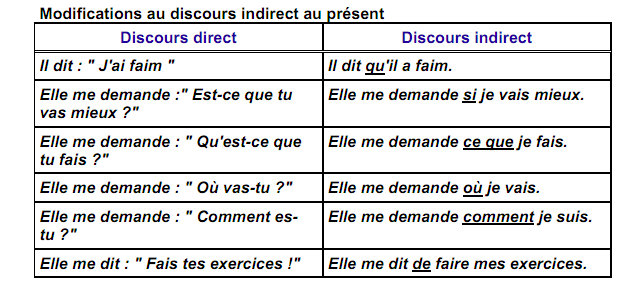 Modifications au discours indirect au présent
Discours direct
Discours indirect
Il dit : " J'ai faim "
Il dit qu'il a faim.
Elle me demande :" Est-ce que tu
vas mieux ?"
Elle me demande si je vais mieux.
Elle me demande : " Qu'est-ce que
tu fais ?"
Elle me demande ce que je fais.
Elle me demande : " Où vas-tu ?"
Elle me demande où je vais.
Elle me demande : " Comment es-
tu ?"
Elle me demande comment je suis.
Elle me dit : " Fais tes exercices !"
Elle me dit de faire mes exercices.